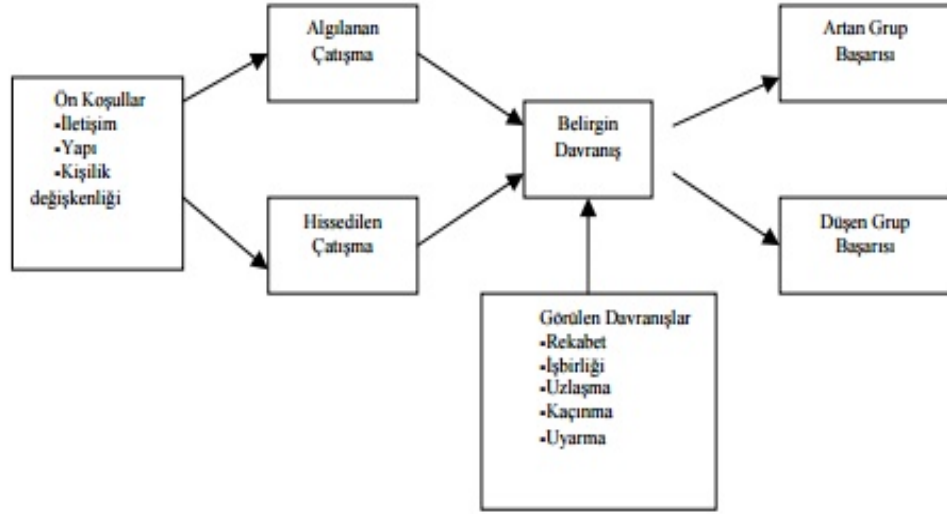 Ön Koşullar
▪İletişim
▪Yapı
▪Kişilik
değişkenliği
Algılanan
Çatışma
Hissedilen
Çatışma
Belirgin
Davranış
Görülen Davranışlar
▪Rekabet
▪İşbirliği
▪Uzlaşma
▪Kaçınma
▪Uyarma
Artan Grup
Başarısı
Düşen Grup
Başarısı